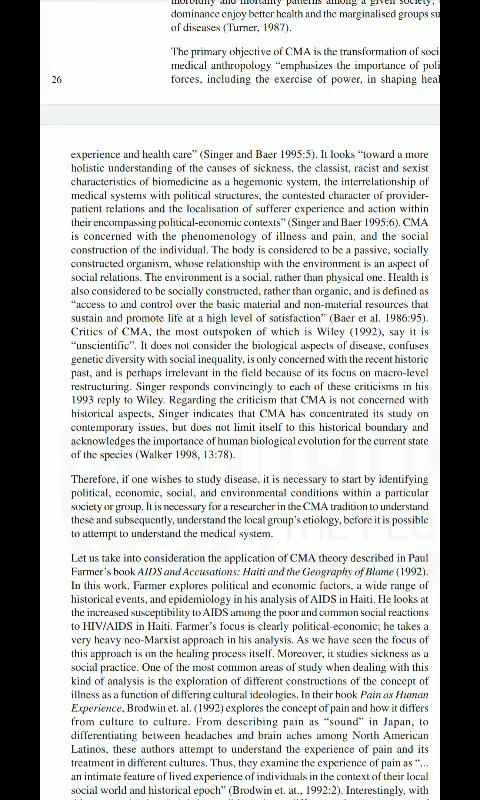 morbidity and mortality patterns among a given society,
dominance enjoy better health and the marginalised groups su
of diseases (Turner, 1987).
The primary objective of CMA is the transformation of soci
medical anthropology “emphasizes the importance of poli
26
forces, including the exercise of power, in shaping heal
experience and health care” (Singer and Baer 1995:5). It looks “toward a more
holistic understanding of the causes of sickness, the classist, racist and sexist
characteristics of biomedicine as a hegemonic system, the interrelationship of
medical systems with political structures, the contested character of provider-
patient relations and the localisation of sufferer experience and action within
their encompassing political-economic contexts” (Singer and Baer 1995:6). CMA
is concerned with the phenomenology of illness and pain, and the social
construction of the individual. The body is considered to be a passive, socially
constructed organism, whose relationship with the environment is an aspect of
social relations. The environment is a social, rather than physical one. Health is
also considered to be socially constructed, rather than organic, and is defined as
“access to and control over the basic material and non-material resources that
sustain and promote life at a high level of satisfaction” (Baer et al. 1986:95).
Critics of CMA, the most outspoken of which is Wiley (1992), say it is
“unscientific”. It does not consider the biological aspects of disease, confuses
genetic diversity with social inequality, is only concerned with the recent historic
past, and is perhaps irrelevant in the field because of its focus on macro-level
restructuring. Singer responds convincingly to each of these criticisms in his
1993 reply to Wiley. Regarding the criticism that CMA is not concerned with
historical aspects, Singer indicates that CMA has concentrated its study on
contemporary issues, but does not limit itself to this historical boundary and
acknowledges the importance of human biological evolution for the current state
of the species (Walker 1998, 13:78).
Therefore, if one wishes to study disease, it is necessary to start by identifying
political, economic, social, and environmental conditions within a particular
society or group. It is necessary for a researcher in the CMA tradition to understand
these and subsequently, understand the local group’s etiology, before it is possible
to attempt to understand the medical system.
Let us take into consideration the application of CMA theory described in Paul
Farmer’s book AIDS and Accusations: Haiti and the Geography of Blame (1992).
In this work, Farmer explores political and economic factors, a wide range of
historical events, and epidemiology in his analysis of AIDS in Haiti. He looks at
the increased susceptibility to AIDS among the poor and common social reactions
to HIV/AIDS in Haiti. Farmer’s focus is clearly political-economic; he takes a
very heavy neo-Marxist approach in his analysis. As we have seen the focus of
this approach is on the healing process itself. Moreover, it studies sickness as a
social practice. One of the most common areas of study when dealing with this
kind of analysis is the exploration of different constructions of the concept of
illness as a function of differing cultural ideologies. In their book Pain as Human
Experience, Brodwin et. al. (1992) explores the concept of pain and how it differs
from culture to culture. From describing pain as “sound” in Japan, to
differentiating between headaches and brain aches among North American
Latinos, these authors attempt to understand the experience of pain and its
treatment in different cultures. Thus, they examine the experience of pain as “...
an intimate feature of lived experience of individuals in the context of their local
social world and historical epoch” (Brodwin et. at., 1992:2). Interestingly, with